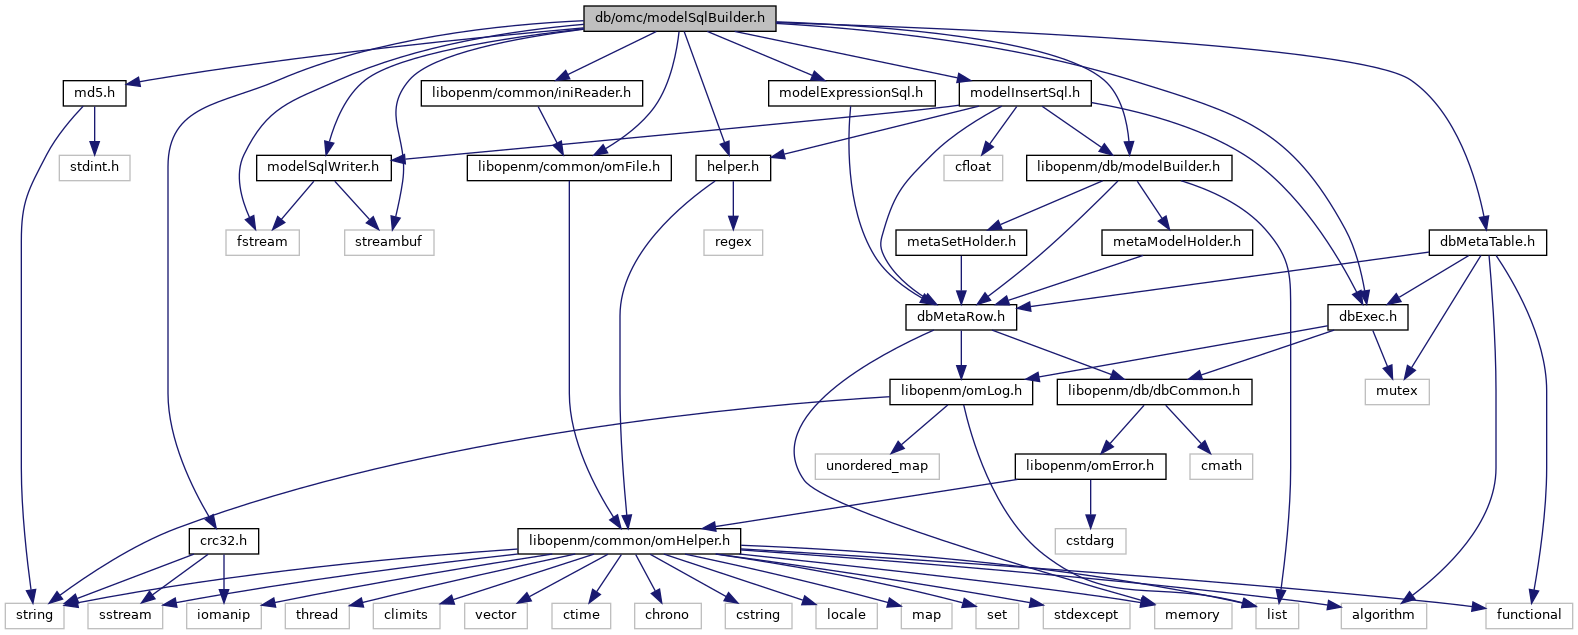 db/omc/modelSqlBuilder.h
md5.h
libopenm/common/iniReader.h
modelExpressionSql.h
modelInsertSql.h
stdint.h
modelSqlWriter.h
libopenm/common/omFile.h
helper.h
cfloat
libopenm/db/modelBuilder.h
fstream
streambuf
regex
metaSetHolder.h
metaModelHolder.h
dbMetaTable.h
dbMetaRow.h
dbExec.h
libopenm/omLog.h
libopenm/db/dbCommon.h
mutex
unordered_map
libopenm/omError.h
cmath
crc32.h
libopenm/common/omHelper.h
cstdarg
string
sstream
iomanip
thread
climits
vector
ctime
chrono
cstring
locale
map
set
stdexcept
memory
list
algorithm
functional